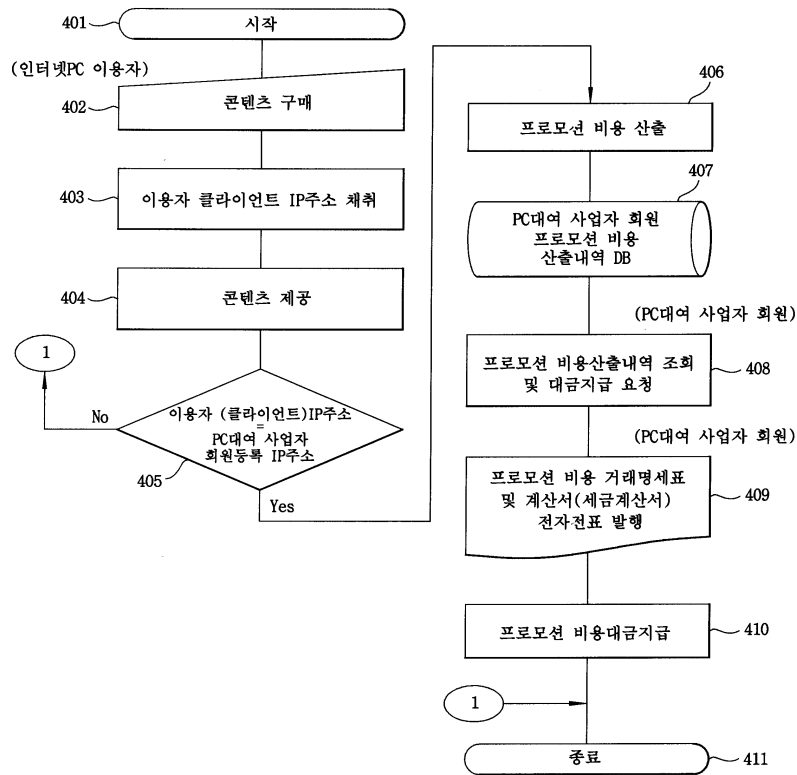 401
시작
(인터넷PC 이용자)
402
콘텐츠 구매
403
이용자 클라이언트 IP주소 채취
404
콘텐츠 제공
1
No
이용자 (클라이언트)IP주소
=
PC대여 사업자
회원등록 IP주소
405
Yes
406
프로모션 비용 산출
407
PC대여 사업자 회원
프로모션 비용
산출내역 DB
(PC대여 사업자 회원)
프로모션 비용산출내역 조회
및 대금지급 요청
408
(PC대여 사업자 회원)
프로모션 비용 거래명세표
및 계산서(세금계산서)
전자전표 발행
409
프로모션 비용대금지급
410
1
종료
411